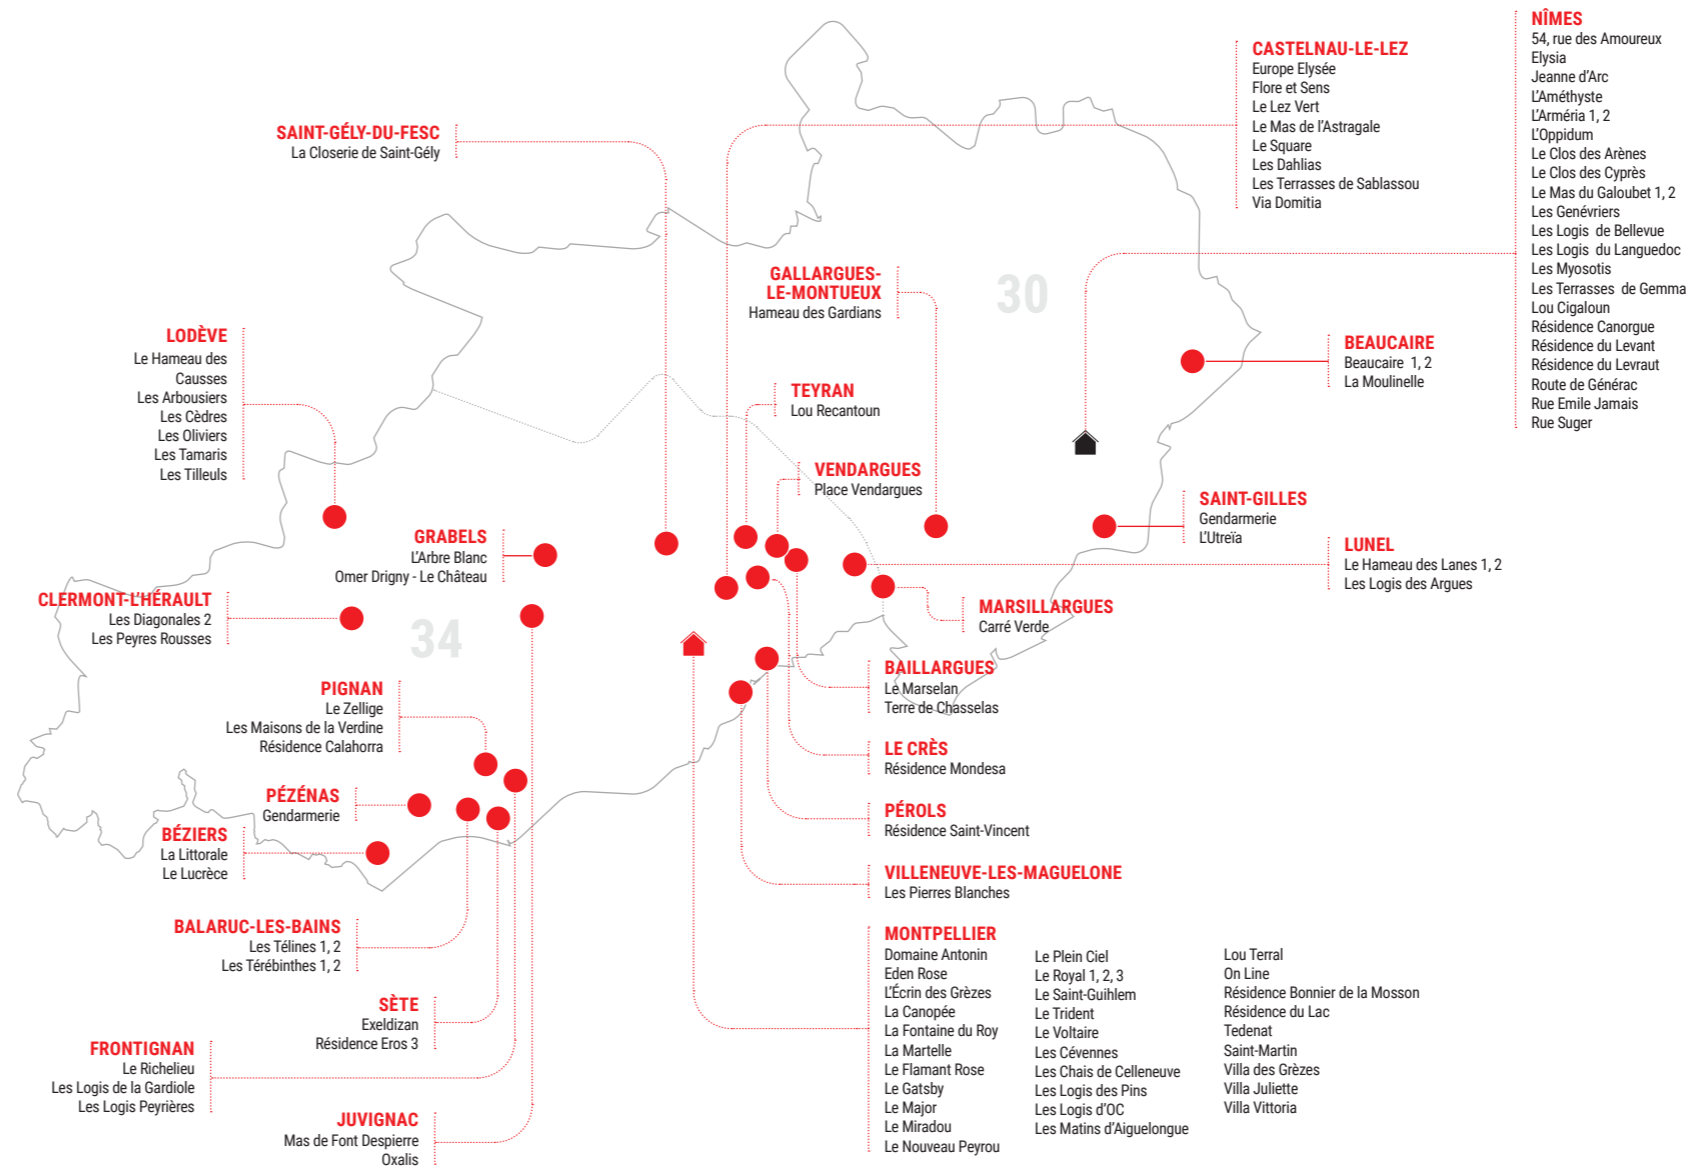 SAINT-GÉLY-DU-FESC
La Closerie de Saint-Gély
CASTELNAU-LE-LEZ
Europe Elysée
Flore et Sens
Le Lez Vert
Le Mas de l'Astragale
Le Square
Les Dahlias
Les Terrasses de Sablassou
Via Domitia
NÎMES
54, rue des Amoureux
Elysia
Jeanne d'Arc
L'Améthyste
L'Arméria 1, 2
L'Oppidum
Le Clos des Arènes
Le Clos des Cyprès
Le Mas du Galoubet 1, 2
Les Genévriers
Les Logis de Bellevue
Les Logis du Languedoc
Les Myosotis
Les Terrasses de Gemma
Lou Cigaloun
Résidence Canorgue
Résidence du Levant
Résidence du Levraut
Route de Générac
Rue Emile Jamais
Rue Suger
GALLARGUES-
LE-MONTUEUX
Hameau des Gardians
30
LODÈVE
Le Hameau des
Causses
Les Arbousiers
Les Cèdres
Les Oliviers
Les Tamaris
Les Tilleuls
TEYRAN
Lou Recantoun
BEAUCAIRE
Beaucaire 1, 2
La Moulinelle
VENDARGUES
Place Vendargues
SAINT-GILLES
Gendarmerie
L'Utreïa
GRABELS
L'Arbre Blanc
Omer Drigny - Le Château
LUNEL
Le Hameau des Lanes 1, 2
Les Logis des Argues
CLERMONT-L'HÉRAULT
Les Diagonales 2
Les Peyres Rousses
34
MARSILLARGUES
Carré Verde
BAILLARGUES
Le Marselan
Terre de Chasselas
PIGNAN
Le Zellige
Les Maisons de la Verdine
Résidence Calahorra
LE CRÈS
Résidence Mondesa
PÉZÉNAS
Gendarmerie
PÉROLS
Résidence Saint-Vincent
BÉZIERS
La Littorale
Le Lucrèce
VILLENEUVE-LES-MAGUELONE
Les Pierres Blanches
BALARUC-LES-BAINS
Les Télines 1, 2
Les Térébinthes 1, 2
SÈTE
Exeldizan
Résidence Eros 3
FRONTIGNAN
Le Richelieu
Les Logis de la Gardiole
Les Logis Peyrières
JUVIGNAC
Mas de Font Despierre
Oxalis
MONTPELLIER
Domaine Antonin
Eden Rose
L'Écrin des Grèzes
La Canopée
La Fontaine du Roy
La Martelle
Le Flamant Rose
Le Gatsby
Le Major
Le Miradou
Le Nouveau Peyrou
Le Plein Ciel
Le Royal 1, 2, 3
Le Saint-Guihlem
Le Trident
Le Voltaire
Les Cévennes
Les Chais de Celleneuve
Les Logis des Pins
Les Logis d'OC
Les Matins d'Aiguelongue
Lou Terral
On Line
Résidence Bonnier de la Mosson
Résidence du Lac
Tedenat
Saint-Martin
Villa des Grèzes
Villa Juliette
Villa Vittoria